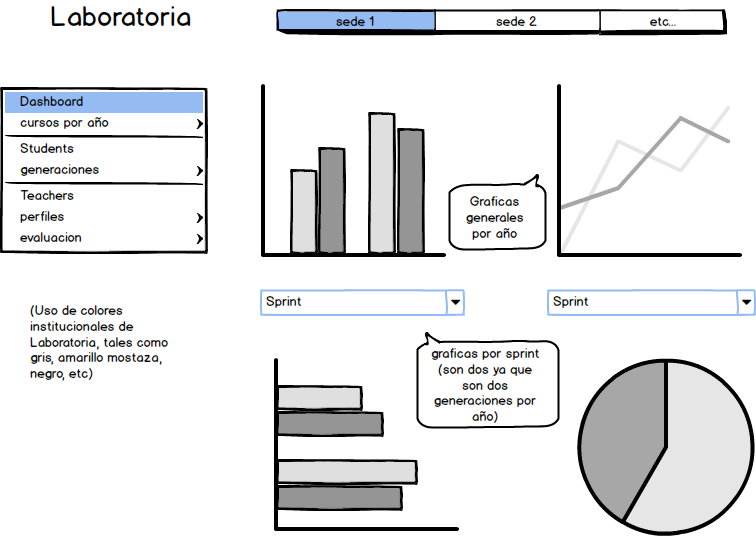 Laboratoria
sede 1
sede 2
etc...
Dashboard
cursos por año
Students
generaciones
Teachers
perfiles
evaluacion
Graficas
generales
por año
(Uso de colores
institucionales de
Laboratoria, tales como
gris, amarillo mostaza,
negro, etc)
Sprint
Sprint
graficas por sprint
(son dos ya que
son dos
generaciones por
año)